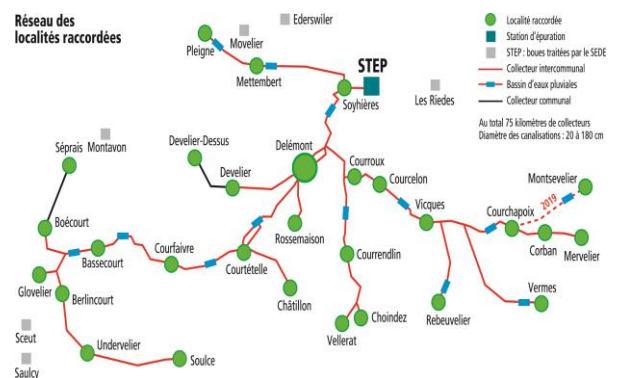 Réseau des
localités raccordées
Ederswiler
Movelier
Pleigne
Mettembert
STEP
Soyhières
Les Riedes
Localité raccordée
Station d'épuration
STEP : boues traitées par le SEDE
Collecteur intercommunal
Bassin d'eaux pluviales
Collecteur communal
Au total 75 kilomètres de collecteurs
Diamètre des canalisations : 20 à 180 cm
Séprais
Montavon
Develier-Dessus
Develier
Delémont
Courroux
Courcelon
Vicques
Courchapoix
2019
Montsevelier
Corban
Mervelier
Boécourt
Bassecourt
Courfaivre
Courtételle
Rossemaison
Courrendlin
Châtillon
Glovelier
Berlincourt
Choindez
Vellerat
Rebeuvelier
Vermes
Sceut
Saulcy
Undervelier
Soulce